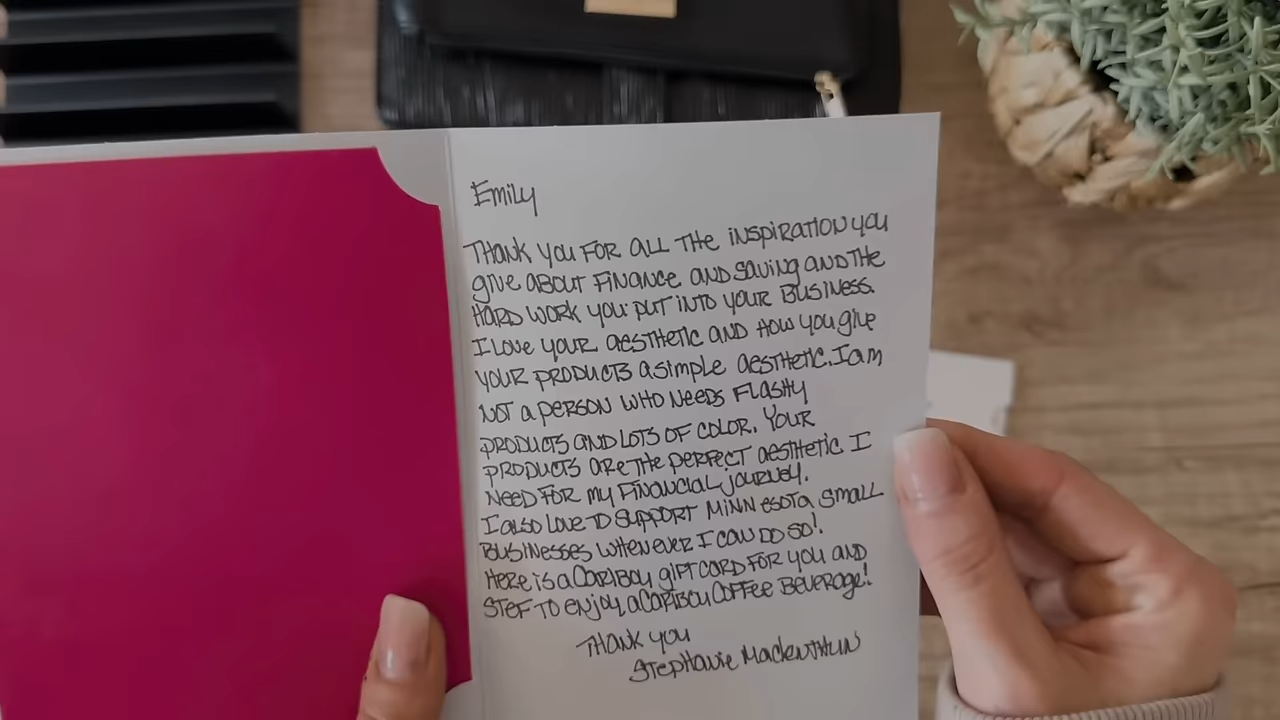 Emily
THANK YOU FOR ALL THE INSPIRATION YOU
GIVE ABOUT FINANCE AND SAVING AND THE
HARD WORK YOU PUT INTO YOUR BUSINESS.
I LOVE YOUR AESTHETIC AND HOW YOU GIVE
YOUR PRODUCTS A SIMPLE AESTHETIC. I AM
NOT A PERSON WHO NEEDS FLASHY
PRODUCTS AND LOTS OF COLOR. YOUR
PRODUCTS ARE THE PERFECT AESTHETIC I
NEED FOR MY FINANCIAL JOURNEY.
I ALSO LOVE TO SUPPORT MINNESOTA SMALL
BUSINESSES WHENEVER I CAN DO SO!
HERE IS A CARIBOU GIFT CARD FOR YOU AND
STEF TO ENJOY A CARIBOU COFFEE BEVERAGE!
THANK YOU
STEPHANIE MACKENTHUN